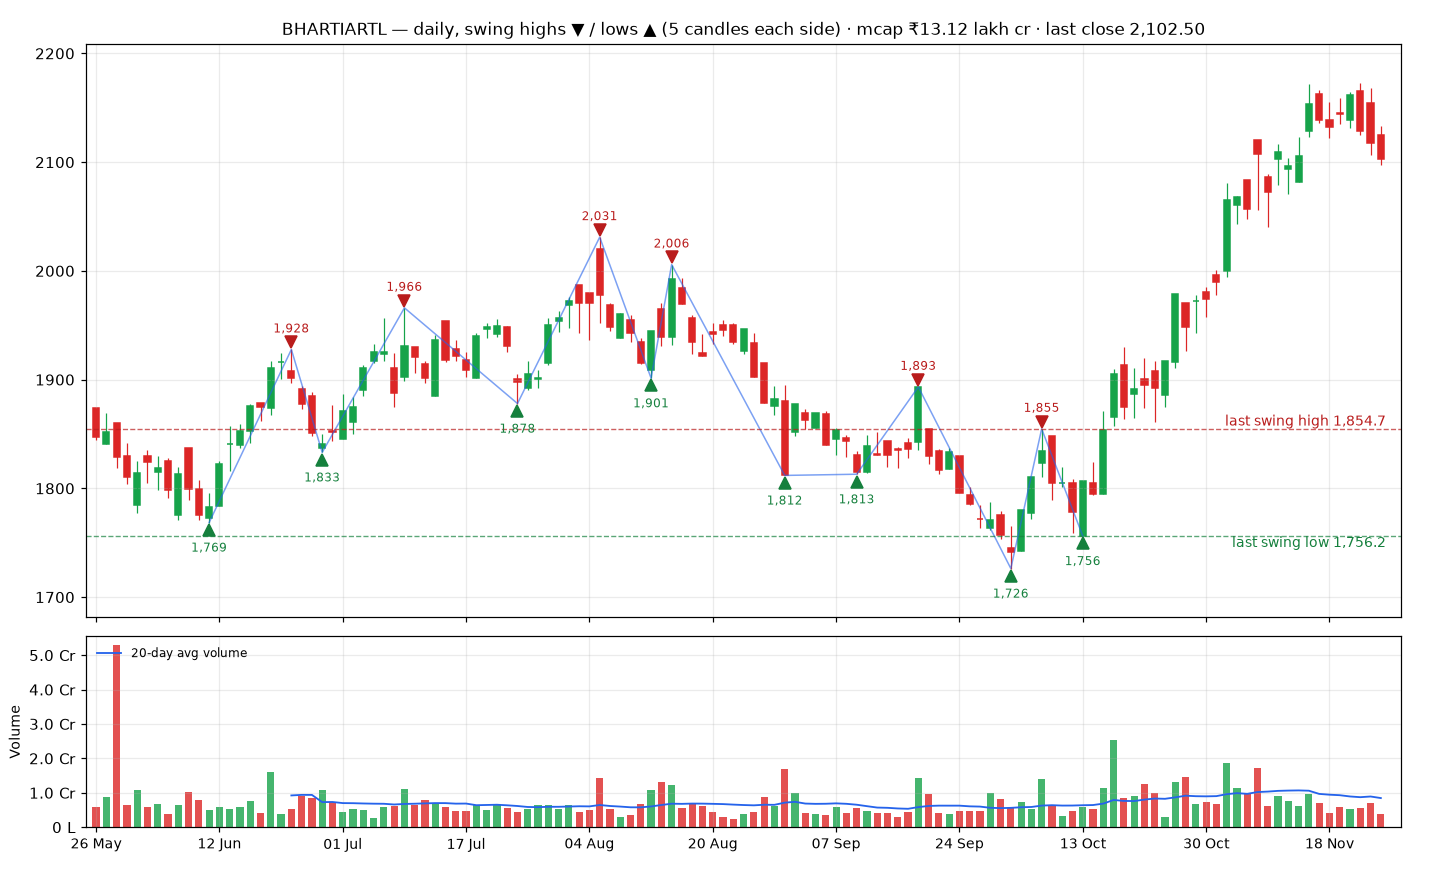 BHARTIARTL — daily, swing highs ▼ / lows ▲ (5 candles each side) · mcap ₹13.12 lakh cr · last close 2,102.50
2200
2100
2000
1900
1800
1700
2,031
2,006
1,966
1,928
1,893
1,855
last swing high 1,854.7
1,901
1,878
1,833
1,812
1,813
1,769
last swing low 1,756.2
1,756
1,726
20-day avg volume
Volume
5.0 Cr
4.0 Cr
3.0 Cr
2.0 Cr
1.0 Cr
0 L
26 May
12 Jun
01 Jul
17 Jul
04 Aug
20 Aug
07 Sep
24 Sep
13 Oct
30 Oct
18 Nov